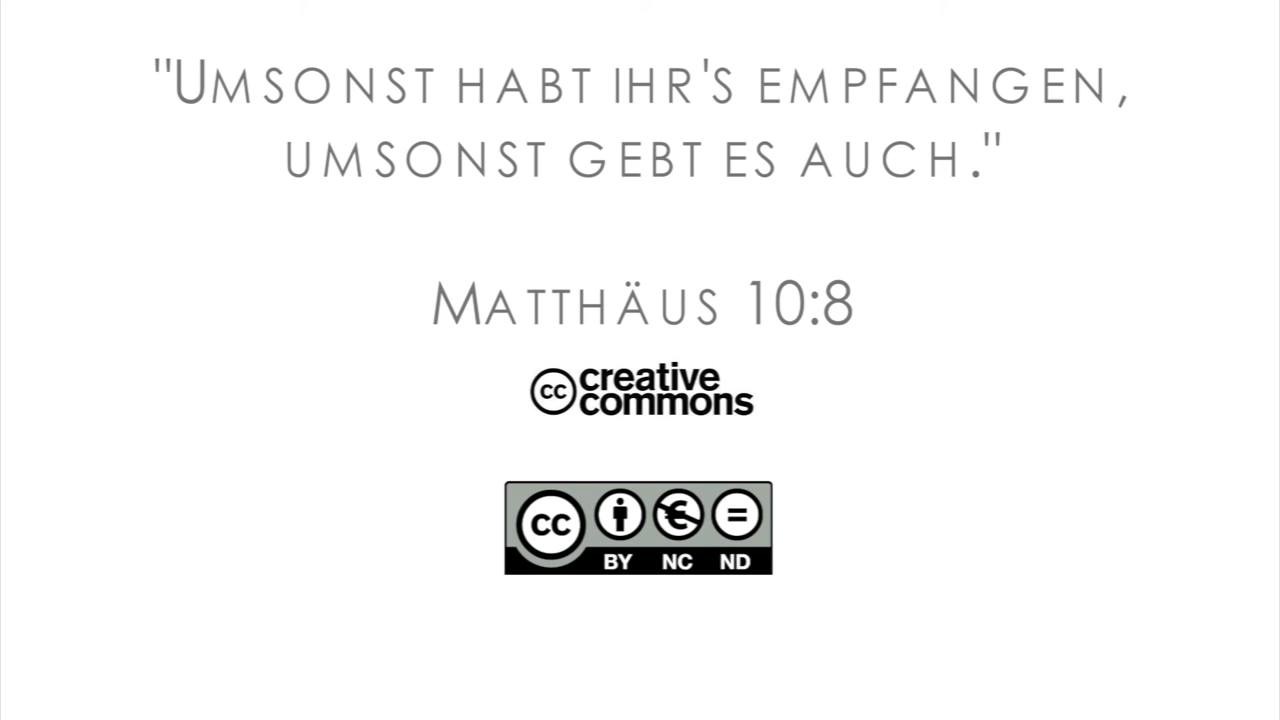 "Umsonst habt ihr's empfangen,
umsonst gebt es auch."
Matthäus 10:8
cc creative
commons
cc BY NC ND